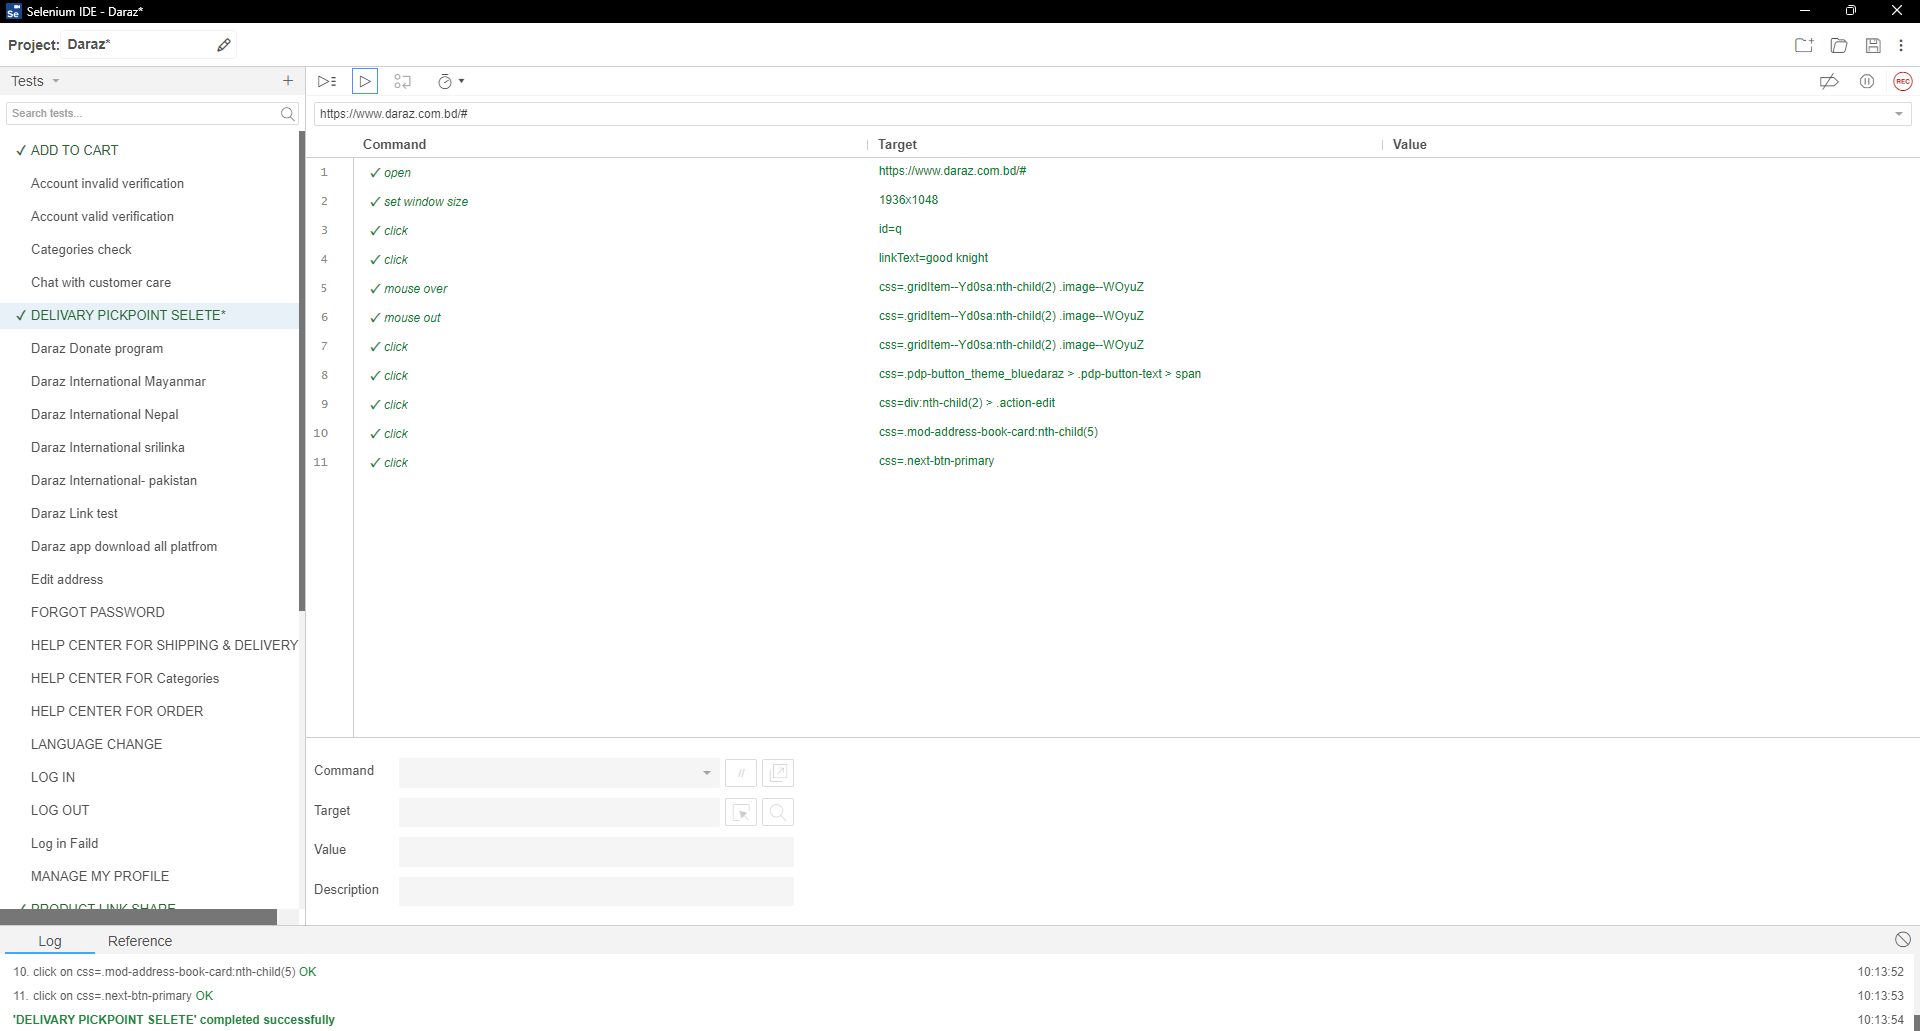 Selenium IDE - Daraz*
Project: Daraz*
Tests
Search tests...
✓ ADD TO CART
Account invalid verification
Account valid verification
Categories check
Chat with customer care
✓ DELIVARY PICKPOINT SELETE*
Daraz Donate program
Daraz International Mayanmar
Daraz International Nepal
Daraz International srilinka
Daraz International- pakistan
Daraz Link test
Daraz app download all platfrom
Edit address
FORGOT PASSWORD
HELP CENTER FOR SHIPPING & DELIVERY
HELP CENTER FOR Categories
HELP CENTER FOR ORDER
LANGUAGE CHANGE
LOG IN
LOG OUT
Log in Faild
MANAGE MY PROFILE
✓ PRODUCT LINK SHARE
REC
https://www.daraz.com.bd/#
Command Target Value
1 ✓ open https://www.daraz.com.bd/#
2 ✓ set window size 1936x1048
3 ✓ click id=q
4 ✓ click linkText=good knight
5 ✓ mouse over css=.gridItem--Yd0sa:nth-child(2) .image--WOyuZ
6 ✓ mouse out css=.gridItem--Yd0sa:nth-child(2) .image--WOyuZ
7 ✓ click css=.gridItem--Yd0sa:nth-child(2) .image--WOyuZ
8 ✓ click css=.pdp-button_theme_bluedaraz > .pdp-button-text > span
9 ✓ click css=div:nth-child(2) > .action-edit
10 ✓ click css=.mod-address-book-card:nth-child(5)
11 ✓ click css=.next-btn-primary
Command //
Target
Value
Description
Log Reference
10. click on css=.mod-address-book-card:nth-child(5) OK 10:13:52
11. click on css=.next-btn-primary OK 10:13:53
'DELIVARY PICKPOINT SELETE' completed successfully 10:13:54